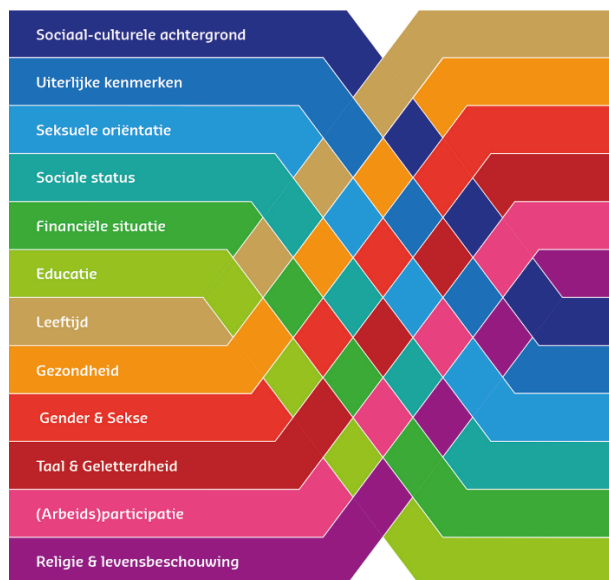 Sociaal-culturele achtergrond
Uiterlijke kenmerken
Seksuele oriëntatie
Sociale status
Financiële situatie
Educatie
Leeftijd
Gezondheid
Gender & Sekse
Taal & Geletterdheid
(Arbeids)participatie
Religie & levensbeschouwing